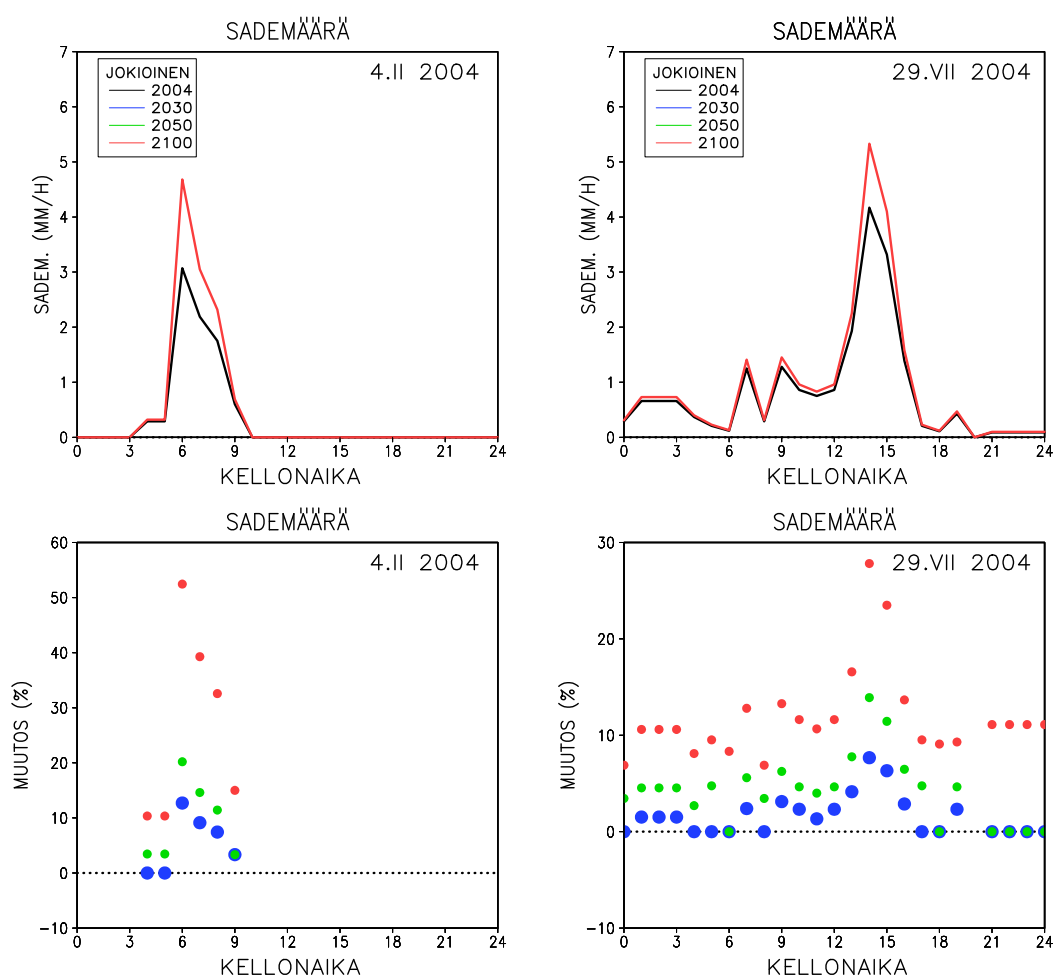 SADEMÄÄRÄ
4.II 2004
JOKIOINEN
2004
2030
2050
2100
SADEM. (MM/H)
7
6
5
4
3
2
1
0
0 3 6 9 12 15 18 21 24
KELLONAIKA
SADEMÄÄRÄ
29.VII 2004
JOKIOINEN
2004
2030
2050
2100
SADEM. (MM/H)
7
6
5
4
3
2
1
0
0 3 6 9 12 15 18 21 24
KELLONAIKA
SADEMÄÄRÄ
4.II 2004
MUUTOS (%)
60
50
40
30
20
10
0
−10
0 3 6 9 12 15 18 21 24
KELLONAIKA
SADEMÄÄRÄ
29.VII 2004
MUUTOS (%)
30
20
10
0
−10
0 3 6 9 12 15 18 21 24
KELLONAIKA